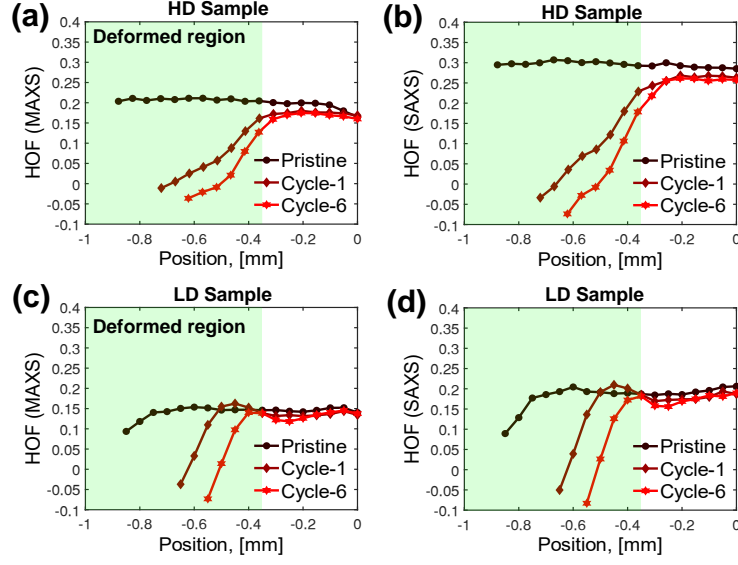 (a)
HD Sample
Deformed region
HOF (MAXS)
0.4
0.35
0.3
0.25
0.2
0.15
0.1
0.05
0
-0.05
-0.1
Pristine
Cycle-1
Cycle-6
-1 -0.8 -0.6 -0.4 -0.2 0
Position, [mm]
(b)
HD Sample
HOF (SAXS)
0.4
0.35
0.3
0.25
0.2
0.15
0.1
0.05
0
-0.05
-0.1
Pristine
Cycle-1
Cycle-6
-1 -0.8 -0.6 -0.4 -0.2 0
Position, [mm]
(c)
LD Sample
Deformed region
HOF (MAXS)
0.4
0.35
0.3
0.25
0.2
0.15
0.1
0.05
0
-0.05
-0.1
Pristine
Cycle-1
Cycle-6
-1 -0.8 -0.6 -0.4 -0.2 0
Position, [mm]
(d)
LD Sample
HOF (SAXS)
0.4
0.35
0.3
0.25
0.2
0.15
0.1
0.05
0
-0.05
-0.1
Pristine
Cycle-1
Cycle-6
-1 -0.8 -0.6 -0.4 -0.2 0
Position, [mm]